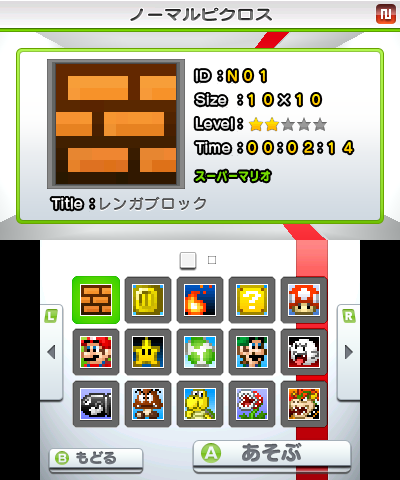 ノーマルピクロス
ID：N01
Size：10×10
Level：
Time：00:02:14
スーパーマリオ
Title：レンガブロック
L
R
B もどる
A あそぶ